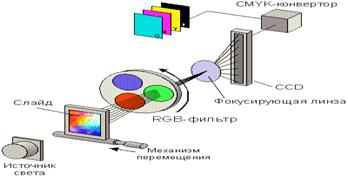 CMYK-конвертор
CCD
Фокусирующая линза
RGB-фильтр
Слайд
Механизм
перемещения
Источник
света